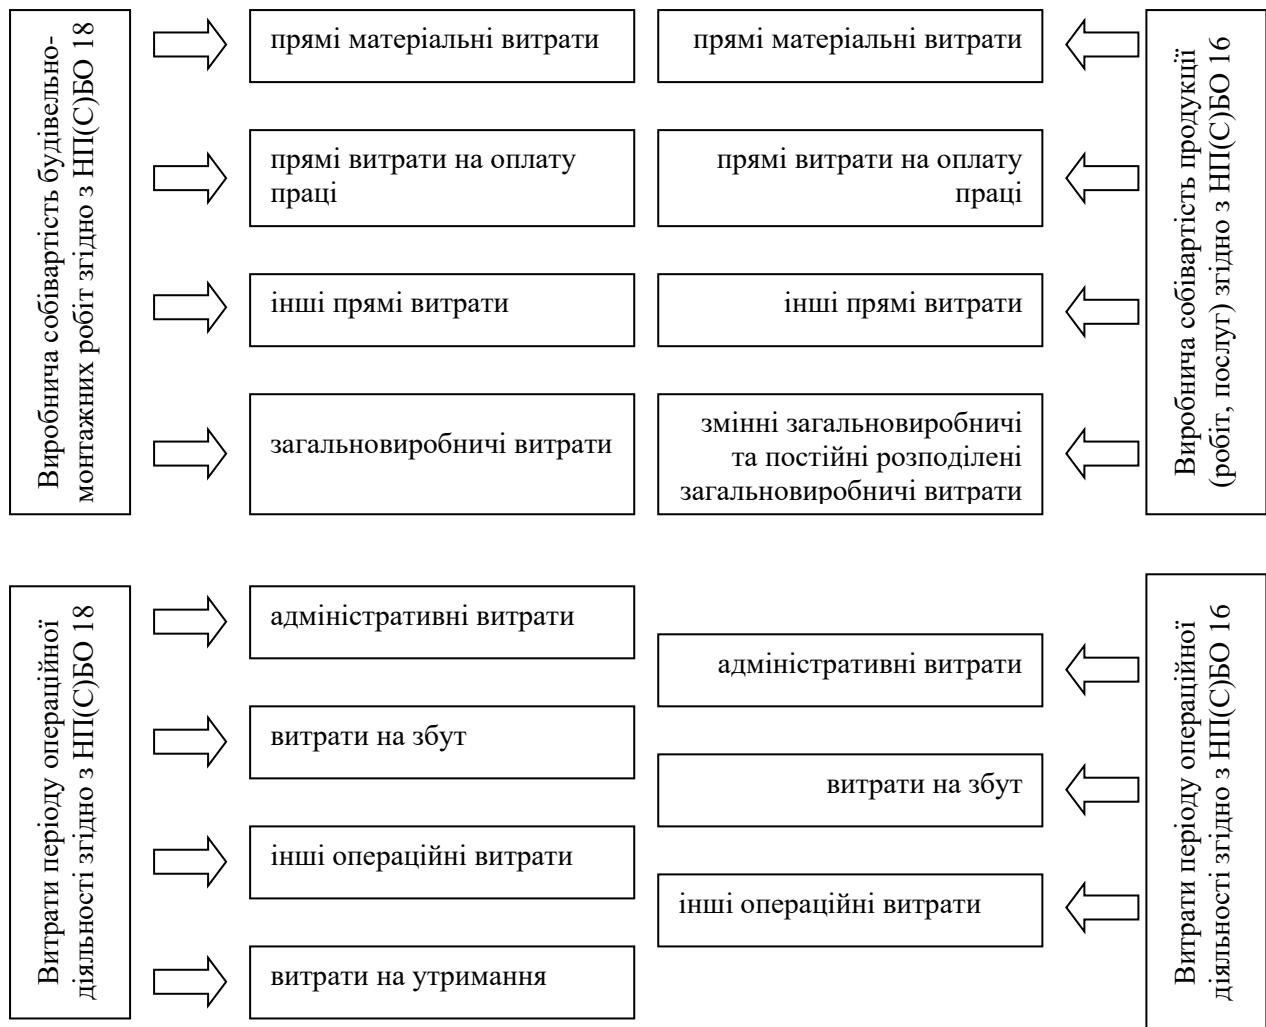 Виробнича собівартість будівельно-
монтажних робіт згідно з НП(С)БО 18
прямі матеріальні витрати
прямі витрати на оплату
праці
інші прямі витрати
загальновиробничі витрати
прямі матеріальні витрати
прямі витрати на оплату
праці
інші прямі витрати
змінні загальновиробничі
та постійні розподілені
загальновиробничі витрати
Виробнича собівартість продукції
(робіт, послуг) згідно з НП(С)БО 16
Витрати періоду операційної
діяльності згідно з НП(С)БО 18
адміністративні витрати
витрати на збут
інші операційні витрати
витрати на утримання
адміністративні витрати
витрати на збут
інші операційні витрати
Витрати періоду операційної
діяльності згідно з НП(С)БО 16